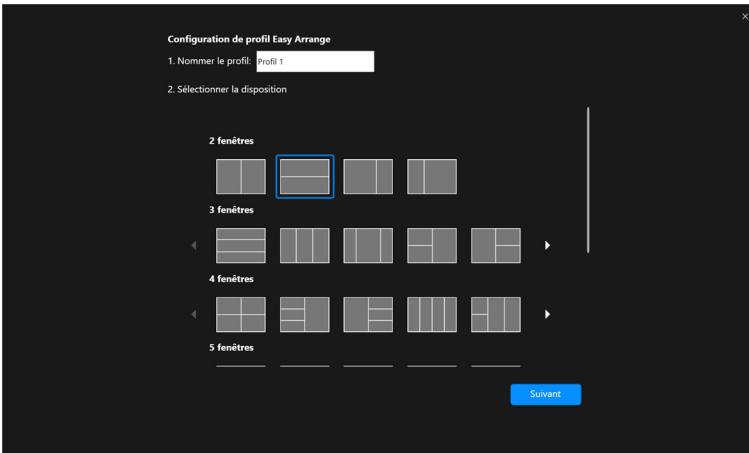 Configuration de profil Easy Arrange
1. Nommer le profil: Profil 1
2. Sélectionner la disposition
2 fenêtres
3 fenêtres
4 fenêtres
5 fenêtres
Suivant